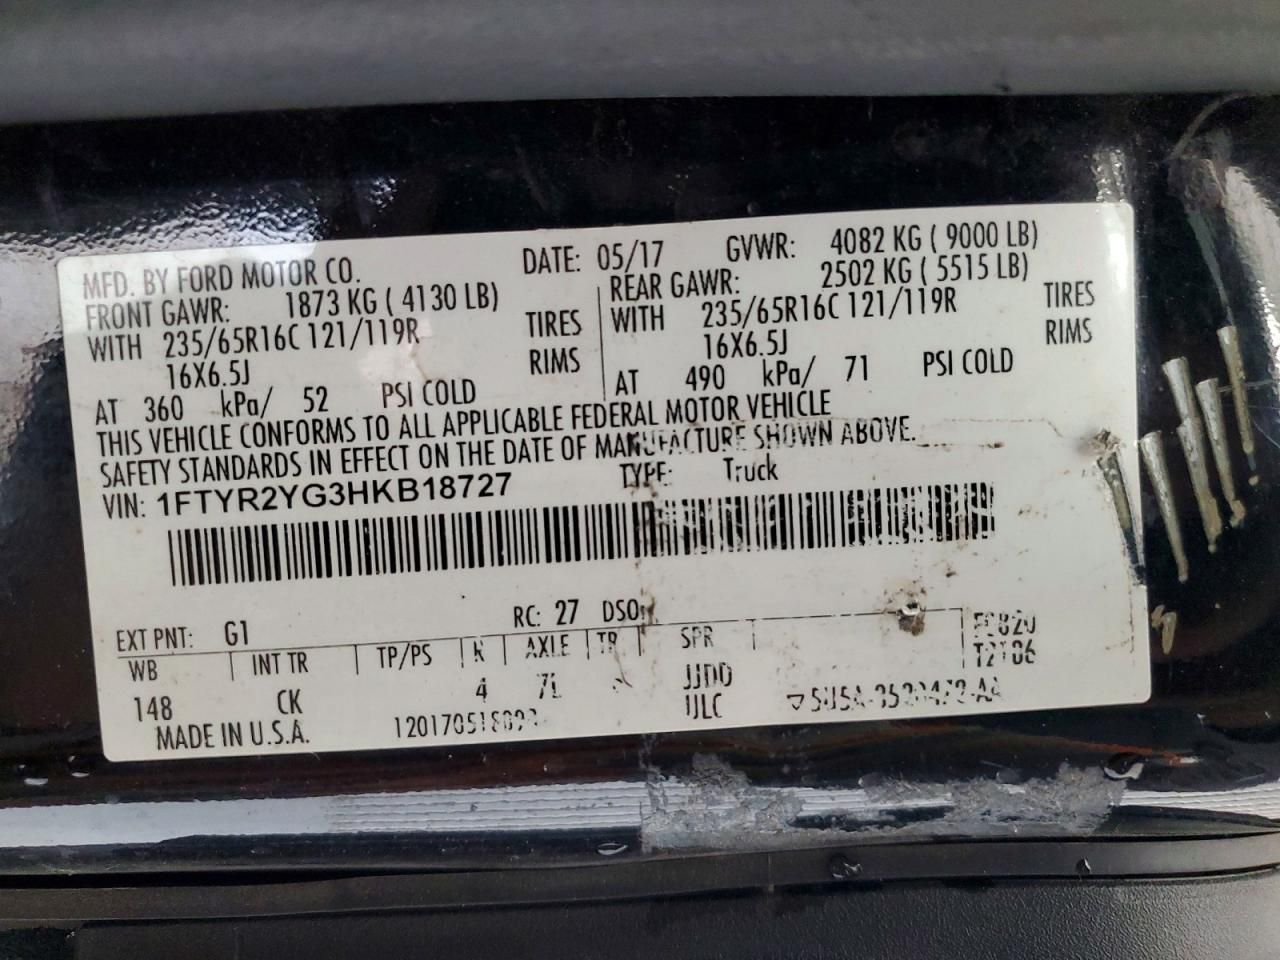 MFD. BY FORD MOTOR CO. DATE: 05/17 GVWR: 4082 KG ( 9000 LB)
FRONT GAWR: 1873 KG ( 4130 LB) REAR GAWR: 2502 KG ( 5515 LB)
WITH 235/65R16C 121/119R TIRES WITH 235/65R16C 121/119R TIRES
16X6.5J RIMS 16X6.5J RIMS
AT 360 kPa/ 52 PSI COLD AT 490 kPa/ 71 PSI COLD
THIS VEHICLE CONFORMS TO ALL APPLICABLE FEDERAL MOTOR VEHICLE
SAFETY STANDARDS IN EFFECT ON THE DATE OF MANUFACTURE SHOWN ABOVE.
VIN: 1FTYR2YG3HKB18727 TYPE: Truck
EXT PNT: G1 RC: 27 DSO:
WB INT TR TP/PS R AXLE TR SPR
148 CK 4 JJDD T2T06
MADE IN U.S.A. IJLC